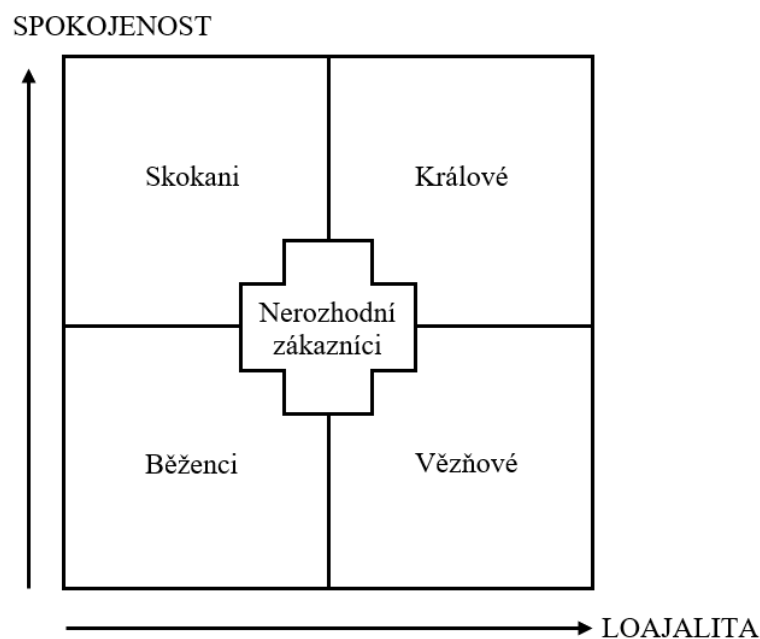 SPOKOJENOST
Skokani
Králové
Nerozhodní
zákazníci
Běženci
Vězňové
LOAJALITA